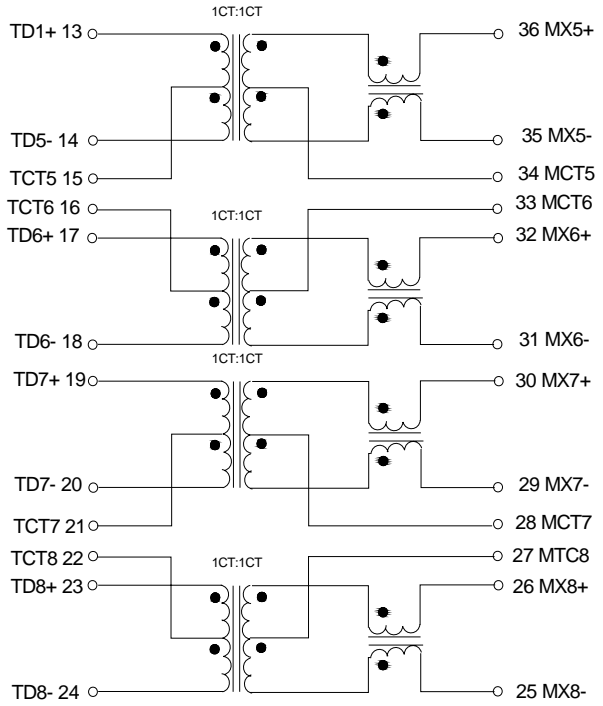 1CT:1CT
TD1+ 13
36 MX5+
TD5- 14
35 MX5-
TCT5 15
34 MCT5
TCT6 16
33 MCT6
1CT:1CT
TD6+ 17
32 MX6+
TD6- 18
31 MX6-
1CT:1CT
TD7+ 19
30 MX7+
TD7- 20
29 MX7-
TCT7 21
28 MCT7
TCT8 22
27 MTC8
1CT:1CT
TD8+ 23
26 MX8+
TD8- 24
25 MX8-